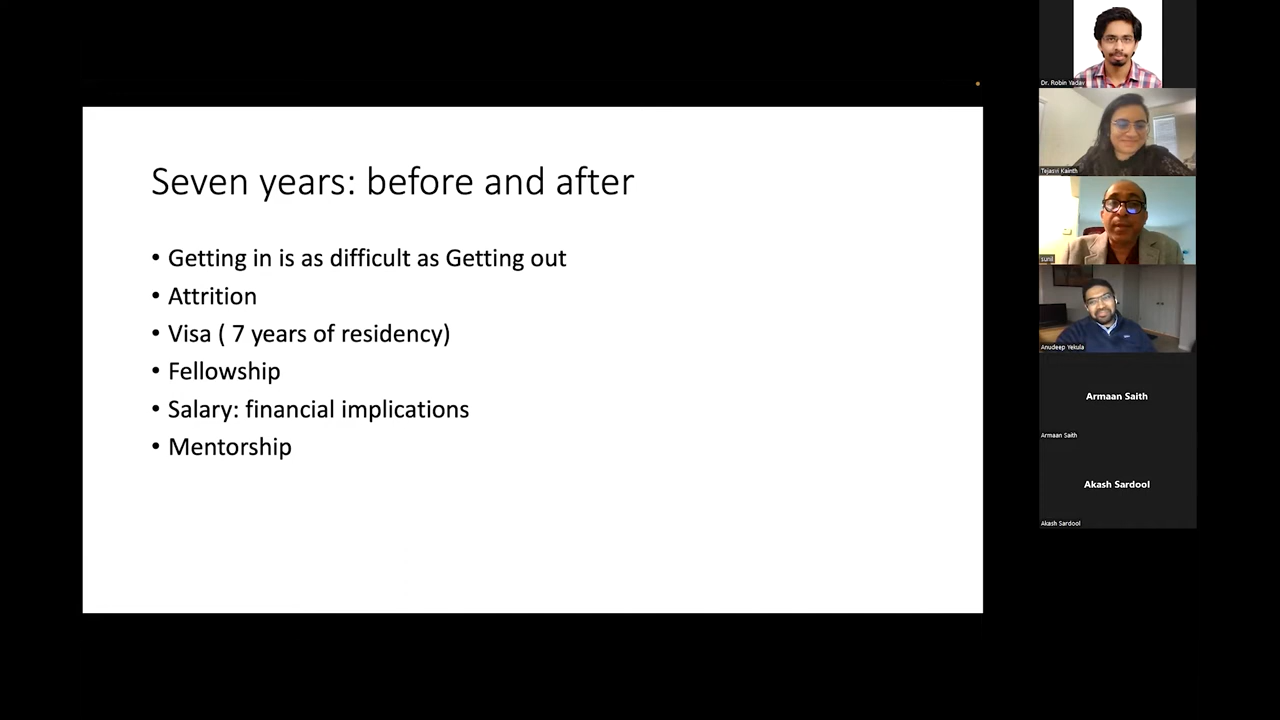 Seven years: before and after
• Getting in is as difficult as Getting out
• Attrition
• Visa ( 7 years of residency)
• Fellowship
• Salary: financial implications
• Mentorship
Dr. Robin Yadav
Tejasvi Kainth
sunil
Anudeep Yekula
Armaan Saith
Armaan Saith
Akash Sardool
Akash Sardool